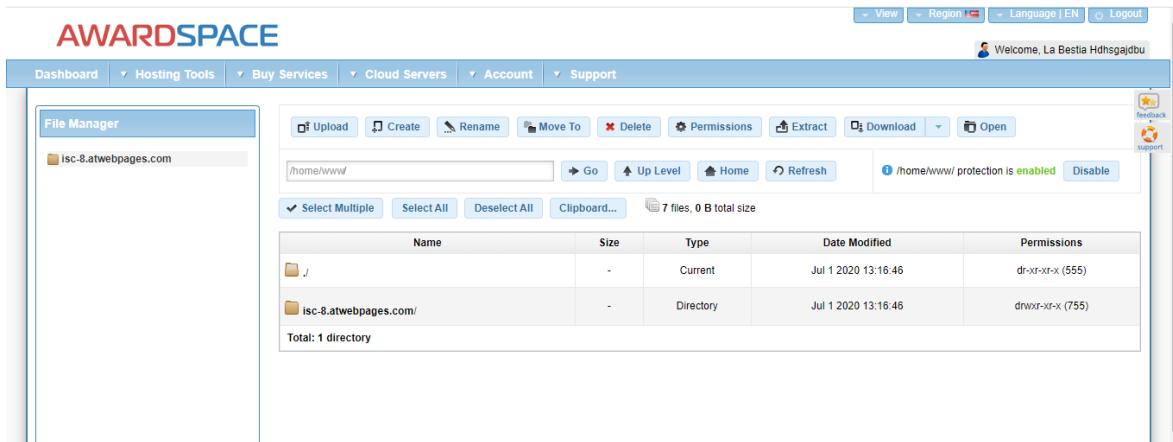 View Region Language | EN Logout
AWARDSPACE
Welcome, La Bestia Hdhsgajdbu
Dashboard Hosting Tools Buy Services Cloud Servers Account Support
feedback
support
File Manager
isc-8.atwebpages.com
Upload Create Rename Move To Delete Permissions Extract Download Open
/home/www/ Go Up Level Home Refresh /home/www/ protection is enabled Disable
Select Multiple Select All Deselect All Clipboard... 7 files, 0 B total size
Name Size Type Date Modified Permissions
./ - Current Jul 1 2020 13:16:46 dr-xr-xr-x (555)
isc-8.atwebpages.com/ - Directory Jul 1 2020 13:16:46 drwxr-xr-x (755)
Total: 1 directory